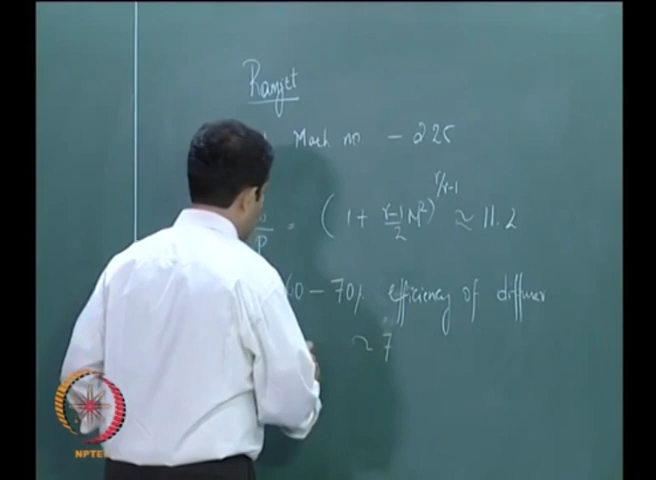 Ramjet
Mach no. - 2.25
P = ( 1 + γ-1/2 M² )^γ/γ-1 ≈ 11.2
60 - 70% efficiency of diffuser
≈ 7
NPTEL